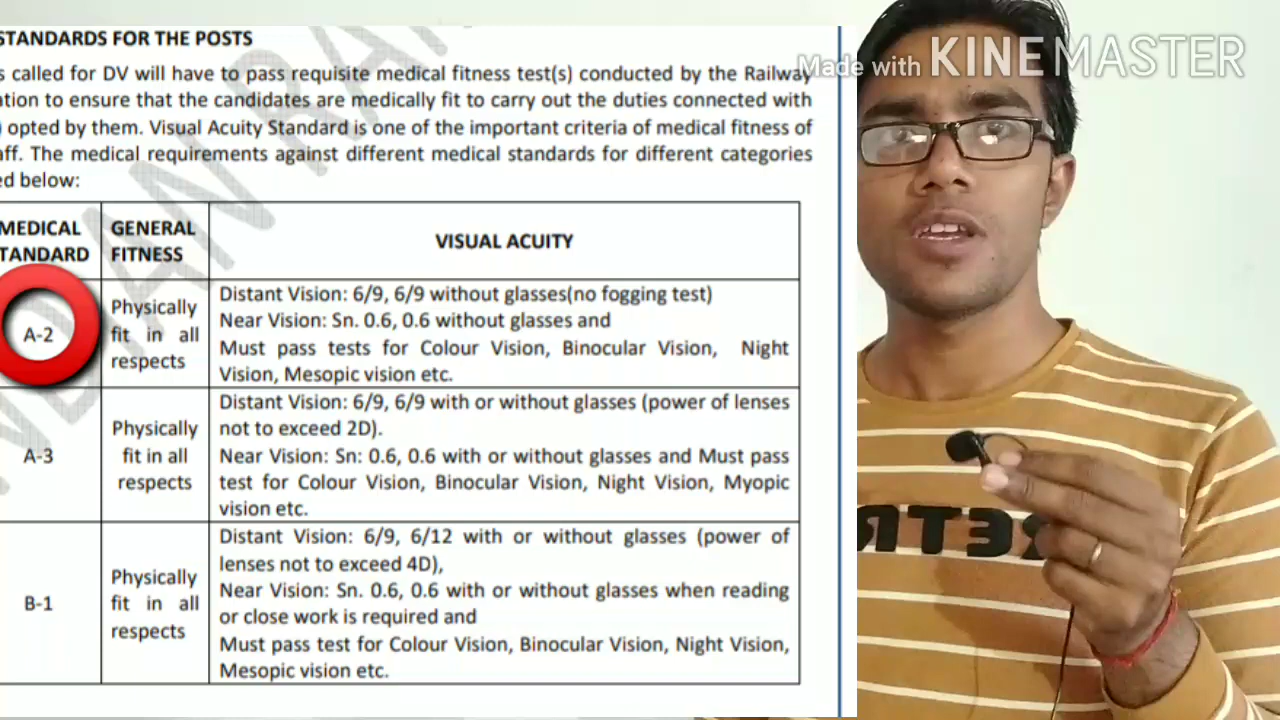 STANDARDS FOR THE POSTS
s called for DV will have to pass requisite medical fitness test(s) conducted by the Railway
ation to ensure that the candidates are medically fit to carry out the duties connected with
) opted by them. Visual Acuity Standard is one of the important criteria of medical fitness of
aff. The medical requirements against different medical standards for different categories
ed below:
MEDICAL
TANDARD
GENERAL
FITNESS
VISUAL ACUITY
A-2
Physically
fit in all
respects
Distant Vision: 6/9, 6/9 without glasses(no fogging test)
Near Vision: Sn. 0.6, 0.6 without glasses and
Must pass tests for Colour Vision, Binocular Vision, Night
Vision, Mesopic vision etc.
A-3
Physically
fit in all
respects
Distant Vision: 6/9, 6/9 with or without glasses (power of lenses
not to exceed 2D).
Near Vision: Sn: 0.6, 0.6 with or without glasses and Must pass
test for Colour Vision, Binocular Vision, Night Vision, Myopic
vision etc.
B-1
Physically
fit in all
respects
Distant Vision: 6/9, 6/12 with or without glasses (power of
lenses not to exceed 4D),
Near Vision: Sn. 0.6, 0.6 with or without glasses when reading
or close work is required and
Must pass test for Colour Vision, Binocular Vision, Night Vision,
Mesopic vision etc.
Made with KINEMASTER